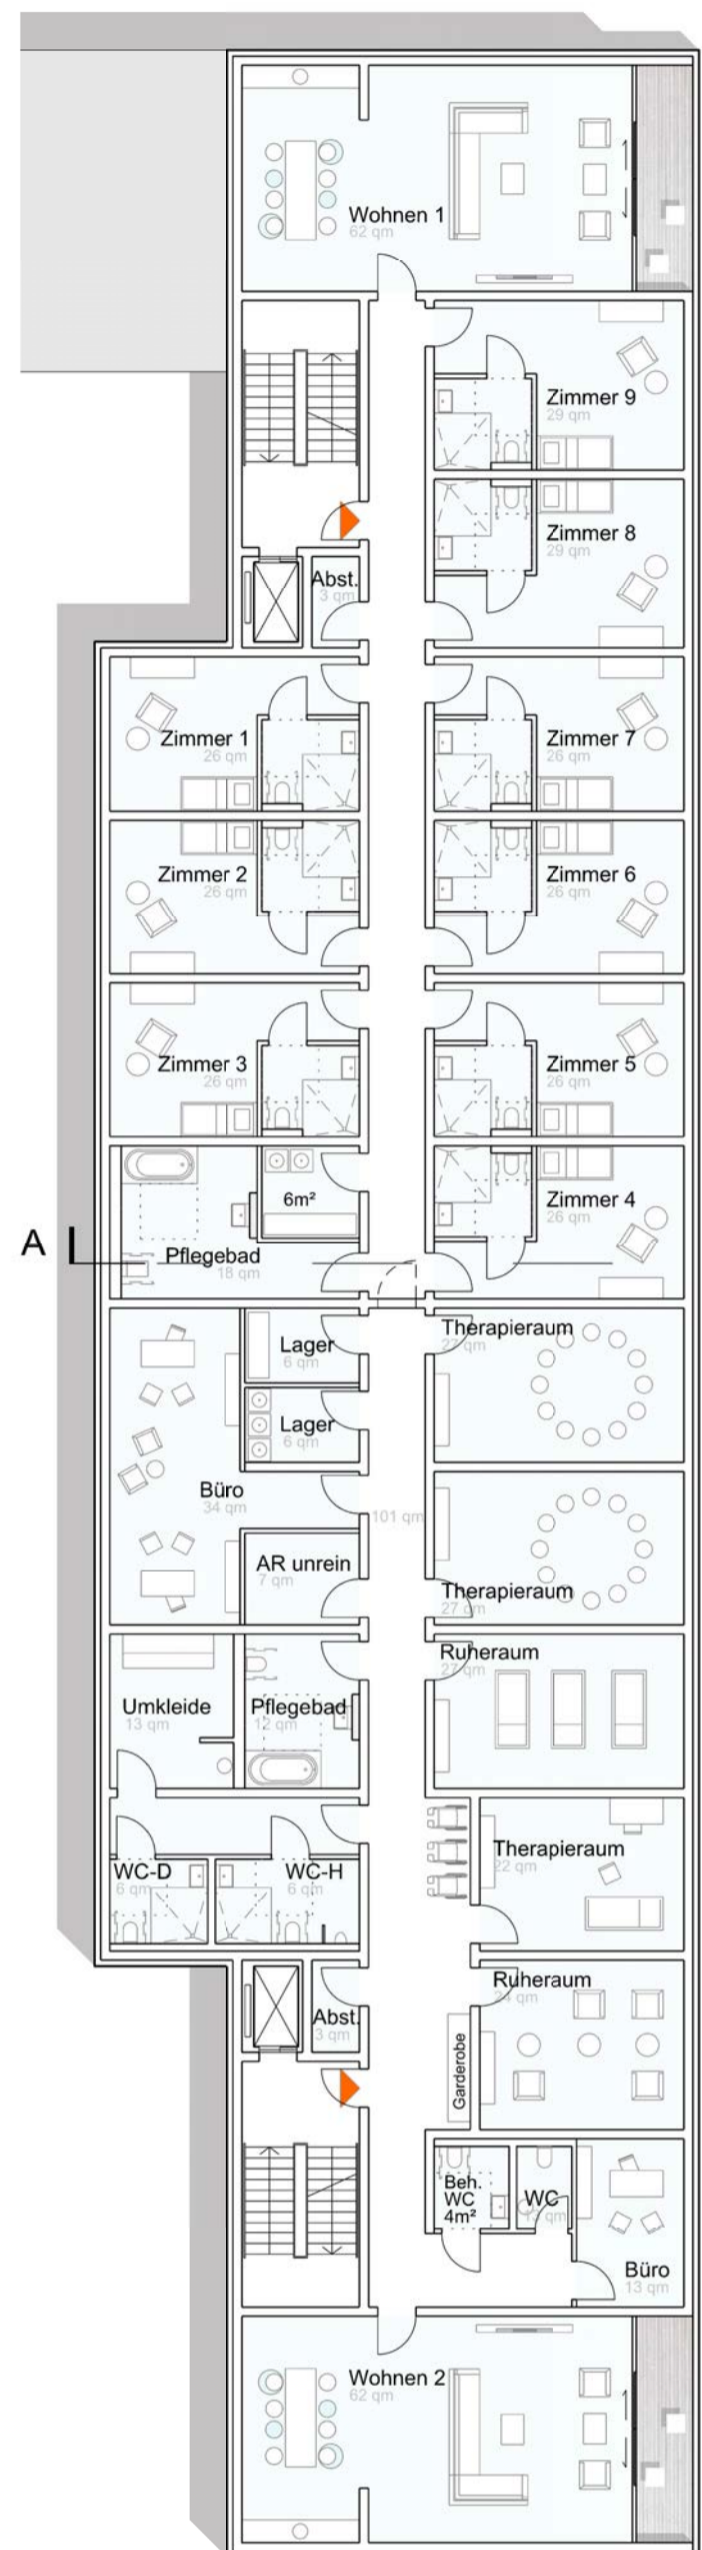 Wohnen 1
62 qm
Zimmer 9
29 qm
Zimmer 8
29 qm
Abst.
3 qm
Zimmer 1
26 qm
Zimmer 7
26 qm
Zimmer 2
26 qm
Zimmer 6
26 qm
Zimmer 3
26 qm
Zimmer 5
26 qm
6m²
Zimmer 4
26 qm
A
Pflegebad
18 qm
Therapieraum
27 qm
Lager
6 qm
Lager
6 qm
Büro
34 qm
101 qm
AR unrein
7 qm
Therapieraum
27 qm
Ruheraum
27 qm
Umkleide
13 qm
Pflegebad
12 qm
Therapieraum
22 qm
WC-D
6 qm
WC-H
6 qm
Ruheraum
24 qm
Abst.
3 qm
Garderobe
Beh.
WC
4m²
WC
13 qm
Büro
13 qm
Wohnen 2
62 qm